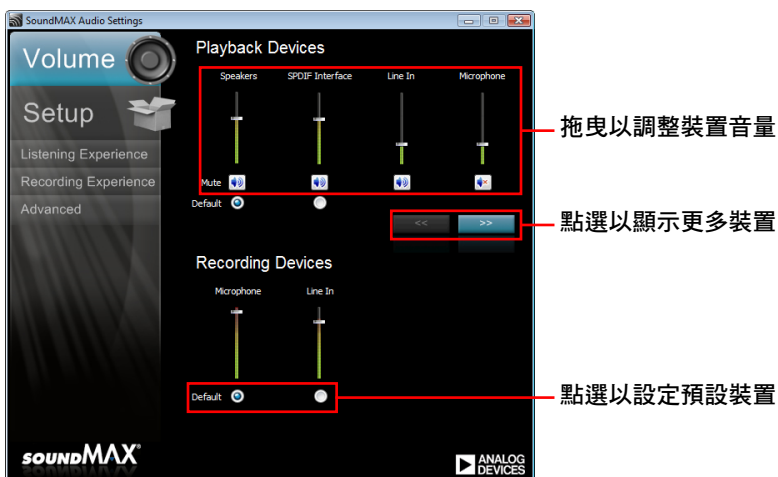 SoundMAX Audio Settings
Volume
Setup
Listening Experience
Recording Experience
Advanced
Playback Devices
Speakers SPDIF Interface Line In Microphone
Mute
Default
<< >>
Recording Devices
Microphone Line In
Default
SOUNDMAX®
ANALOG
DEVICES
拖曳以調整裝置音量
點選以顯示更多裝置
點選以設定預設裝置